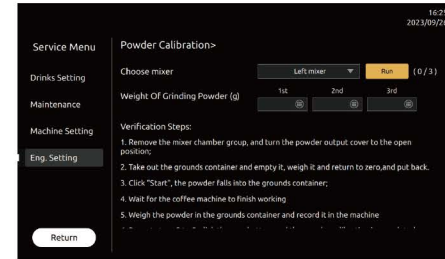 16:25
2023/09/20
Service Menu
Powder Calibration>
Drinks Setting
Choose mixer
Left mixer
Run
(0/3)
1st
2nd
3rd
Weight Of Grinding Powder (g)
Maintenance
Verification Steps:
Machine Setting
1. Remove the mixer chamber group, and turn the powder output cover to the open
position;
Eng. Setting
2. Take out the grounds container and empty it, weigh it and return to zero,and put back.
3. Click "Start", the powder falls into the grounds container;
4. Wait for the coffee machine to finish working
5. Weigh the powder in the grounds container and record it in the machine
Return